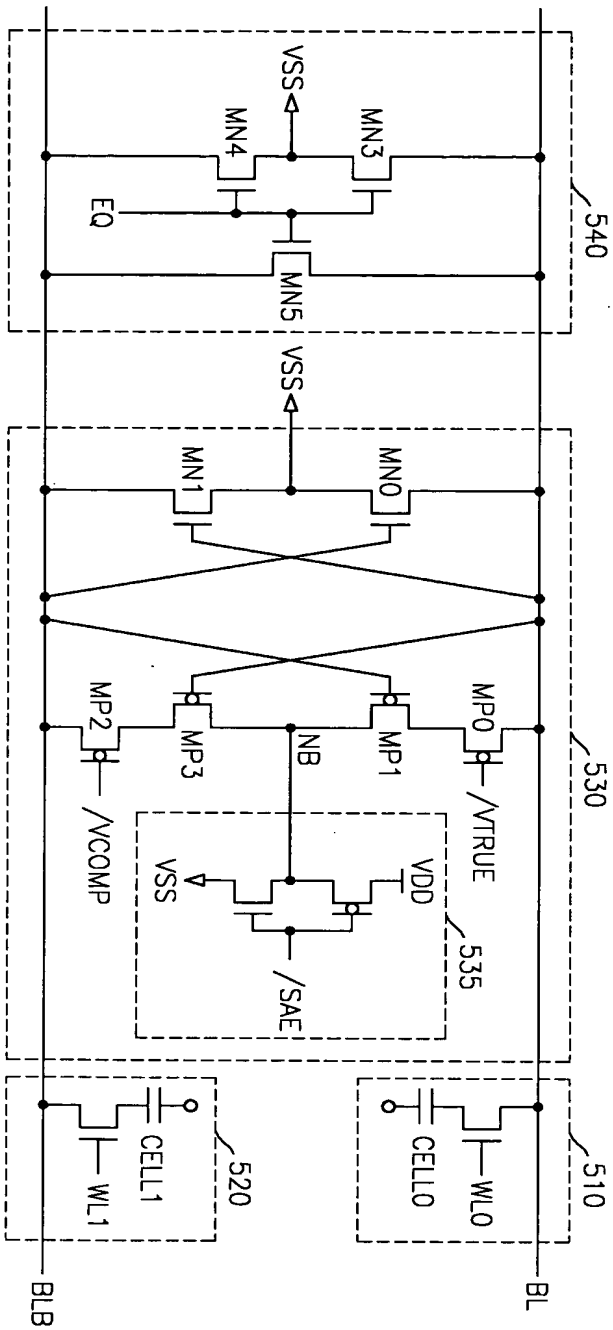 540
VSS
MN4
MN3
EQ
MN5
530
VSS
MN1
MN0
MP2
MP3
NB
MP1
MP0
/VCOMP
/VTRUE
VSS
VDD
/SAE
535
520
CELL1
WL1
510
CELL0
WL0
BLB
BL